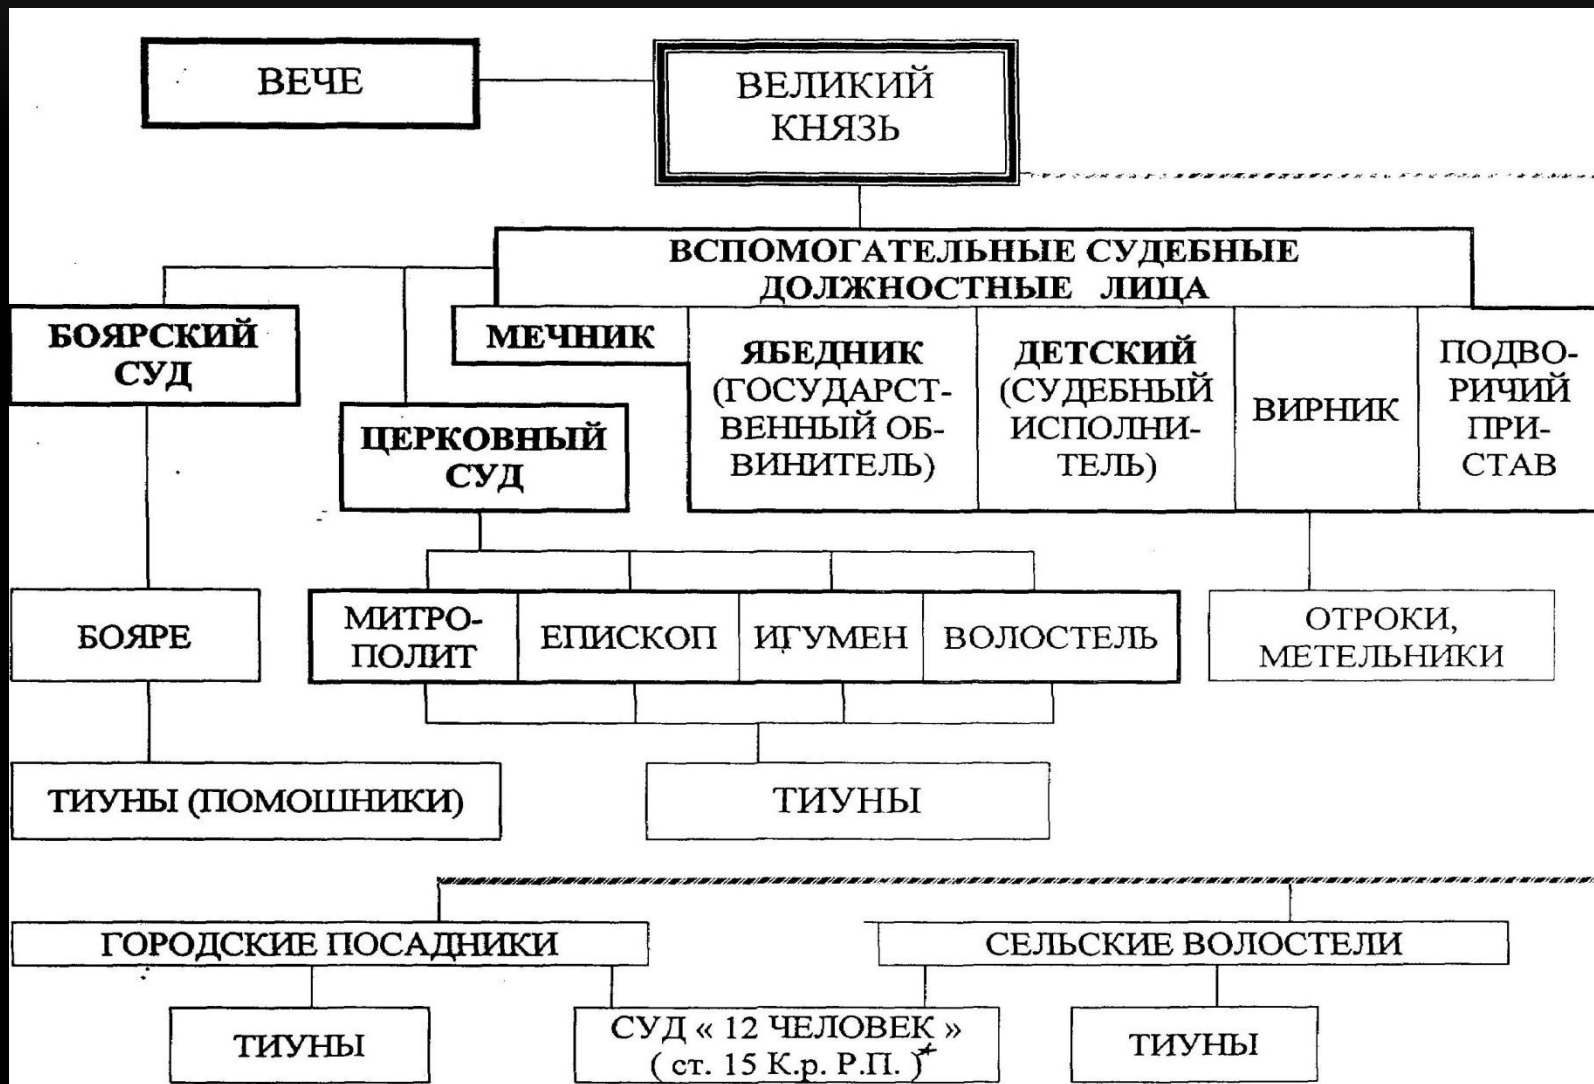 ВЕЧЕ
ВЕЛИКИЙ
КНЯЗЬ
ВСПОМОГАТЕЛЬНЫЕ СУДЕБНЫЕ
ДОЛЖНОСТНЫЕ ЛИЦА
БОЯРСКИЙ
СУД
ЦЕРКОВНЫЙ
СУД
МЕЧНИК
ЯБЕДНИК
(ГОСУДАРСТ-
ВЕННЫЙ ОБ-
ВИНИТЕЛЬ)
ДЕТСКИЙ
(СУДЕБНЫЙ
ИСПОЛНИ-
ТЕЛЬ)
ВИРНИК
ПОДВО-
РИЧИЙ
ПРИ-
СТАВ
БОЯРЕ
МИТРО-
ПОЛИТ
ЕПИСКОП
ИГУМЕН
ВОЛОСТЕЛЬ
ОТРОКИ,
МЕТЕЛЬНИКИ
ТИУНЫ (ПОМОШНИКИ)
ТИУНЫ
ГОРОДСКИЕ ПОСАДНИКИ
СЕЛЬСКИЕ ВОЛОСТЕЛИ
ТИУНЫ
СУД « 12 ЧЕЛОВЕК »
( ст. 15 К.р. Р.П. )*
ТИУНЫ